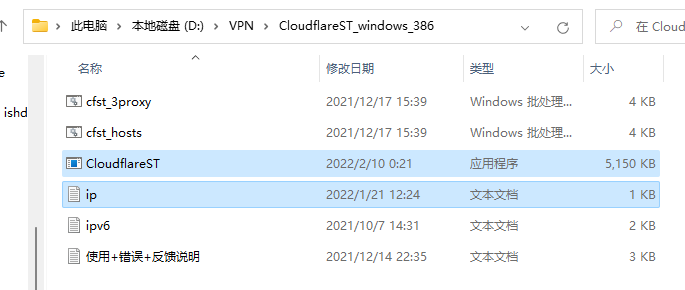 此电脑 > 本地磁盘 (D:) > VPN > CloudflareST_windows_386
在 Cloud
名称 修改日期 类型 大小
cfst_3proxy 2021/12/17 15:39 Windows 批处理... 4 KB
cfst_hosts 2021/12/17 15:39 Windows 批处理... 4 KB
CloudflareST 2022/2/10 0:21 应用程序 5,150 KB
ip 2022/1/21 12:24 文本文档 1 KB
ipv6 2021/10/7 14:31 文本文档 2 KB
使用+错误+反馈说明 2021/12/14 22:35 文本文档 3 KB
e
ishd